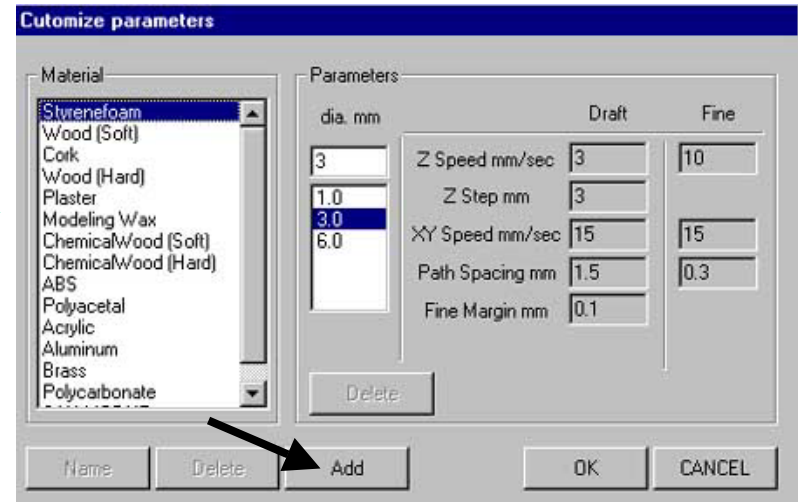 Cutomize parameters
Material
Styrenefoam
Wood (Soft)
Cork
Wood (Hard)
Plaster
Modeling Wax
ChemicalWood (Soft)
ChemicalWood (Hard)
ABS
Polyacetal
Acrylic
Aluminum
Brass
Polycarbonate
Parameters
dia. mm
3
1.0
3.0
6.0
Draft Fine
Z Speed mm/sec 3 10
Z Step mm 3
XY Speed mm/sec 15 15
Path Spacing mm 1.5 0.3
Fine Margin mm 0.1
Delete
Name Delete Add OK CANCEL